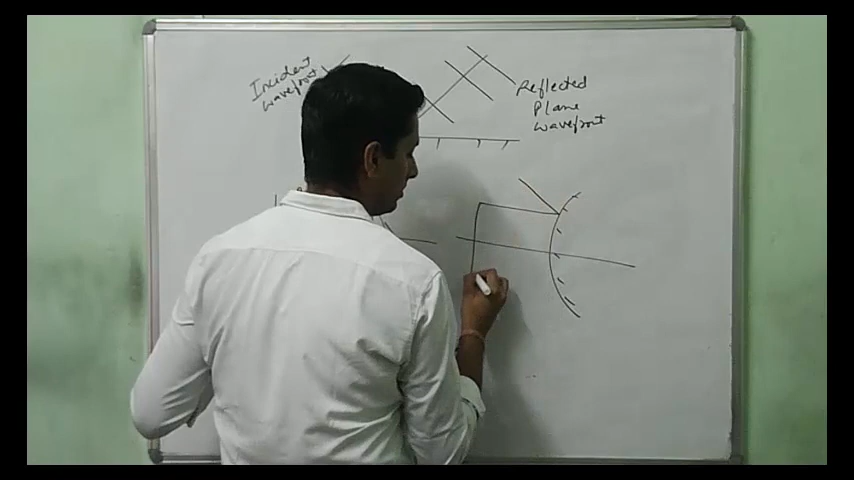 Incident
wavefront
Reflected
Plane
wavefront